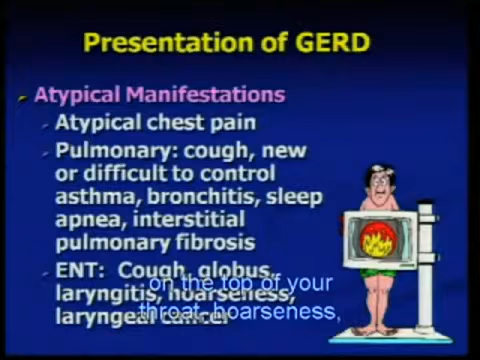 Presentation of GERD
Atypical Manifestations
Atypical chest pain
Pulmonary: cough, new
or difficult to control
asthma, bronchitis, sleep
apnea, interstitial
pulmonary fibrosis
ENT: Cough, globus,
laryngitis, hoarseness,
laryngeal cancer
on the top of your
throat, hoarseness,